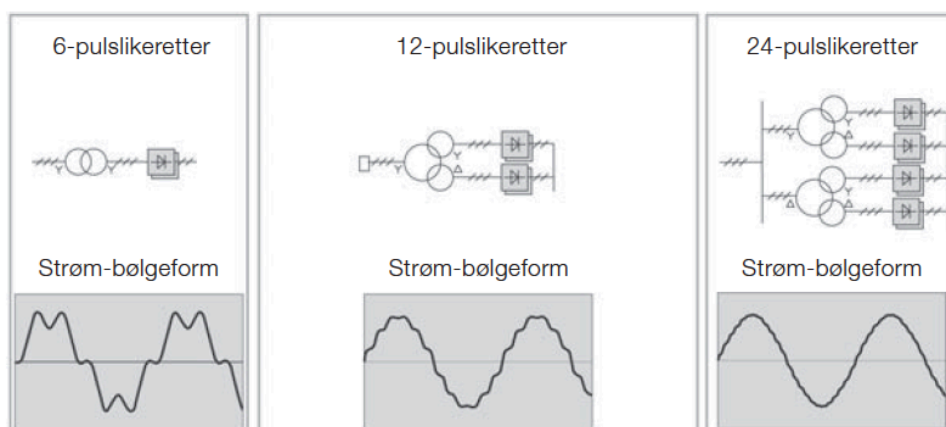 6-pulslikeretter
12-pulslikeretter
24-pulslikeretter
Y
Y
Y
Y
Δ
Y
Y
Δ
Δ
Y
Δ
Strøm-bølgeform
Strøm-bølgeform
Strøm-bølgeform